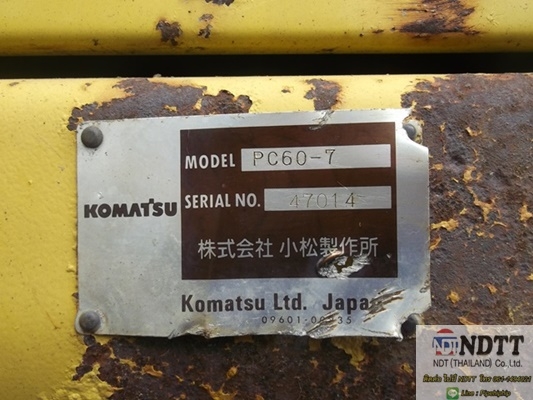 KOMATSU
MODEL PC60-7
SERIAL NO. 47014
株式会社 小松製作所
Komatsu Ltd. Japan
NDTT
NDT (THAILAND) Co. Ltd.